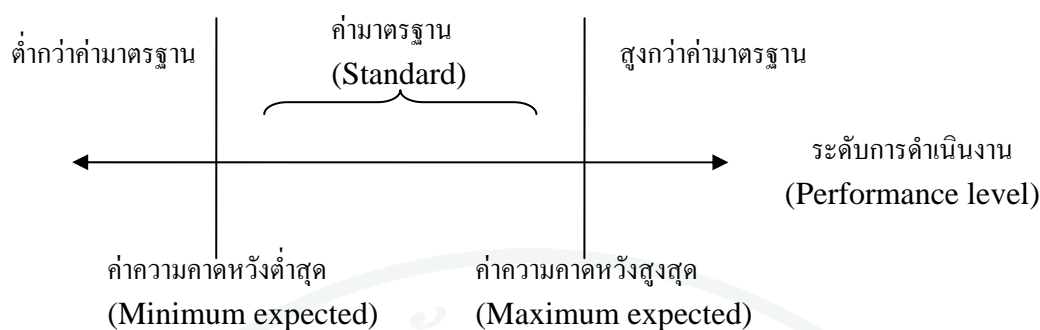 ต่ำกว่าค่ามาตรฐาน
ค่ามาตรฐาน
(Standard)
สูงกว่าค่ามาตรฐาน
ระดับการดำเนินงาน
(Performance level)
ค่าความคาดหวังต่ำสุด
(Minimum expected)
ค่าความคาดหวังสูงสุด
(Maximum expected)